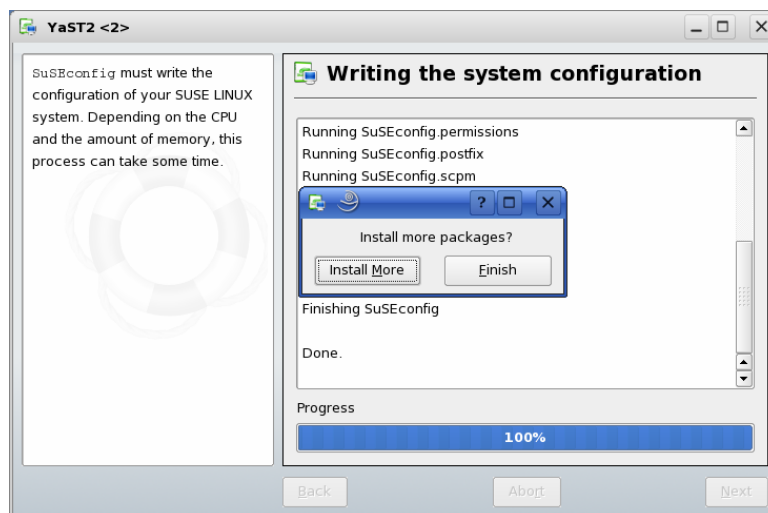 YaST2 <2>
SuSEconfig must write the
configuration of your SUSE LINUX
system. Depending on the CPU
and the amount of memory, this
process can take some time.
Writing the system configuration
Running SuSEconfig.permissions
Running SuSEconfig.postfix
Running SuSEconfig.scpm
Install more packages?
Install More
Finish
Finishing SuSEconfig
Done.
Progress
100%
Back
Abort
Next